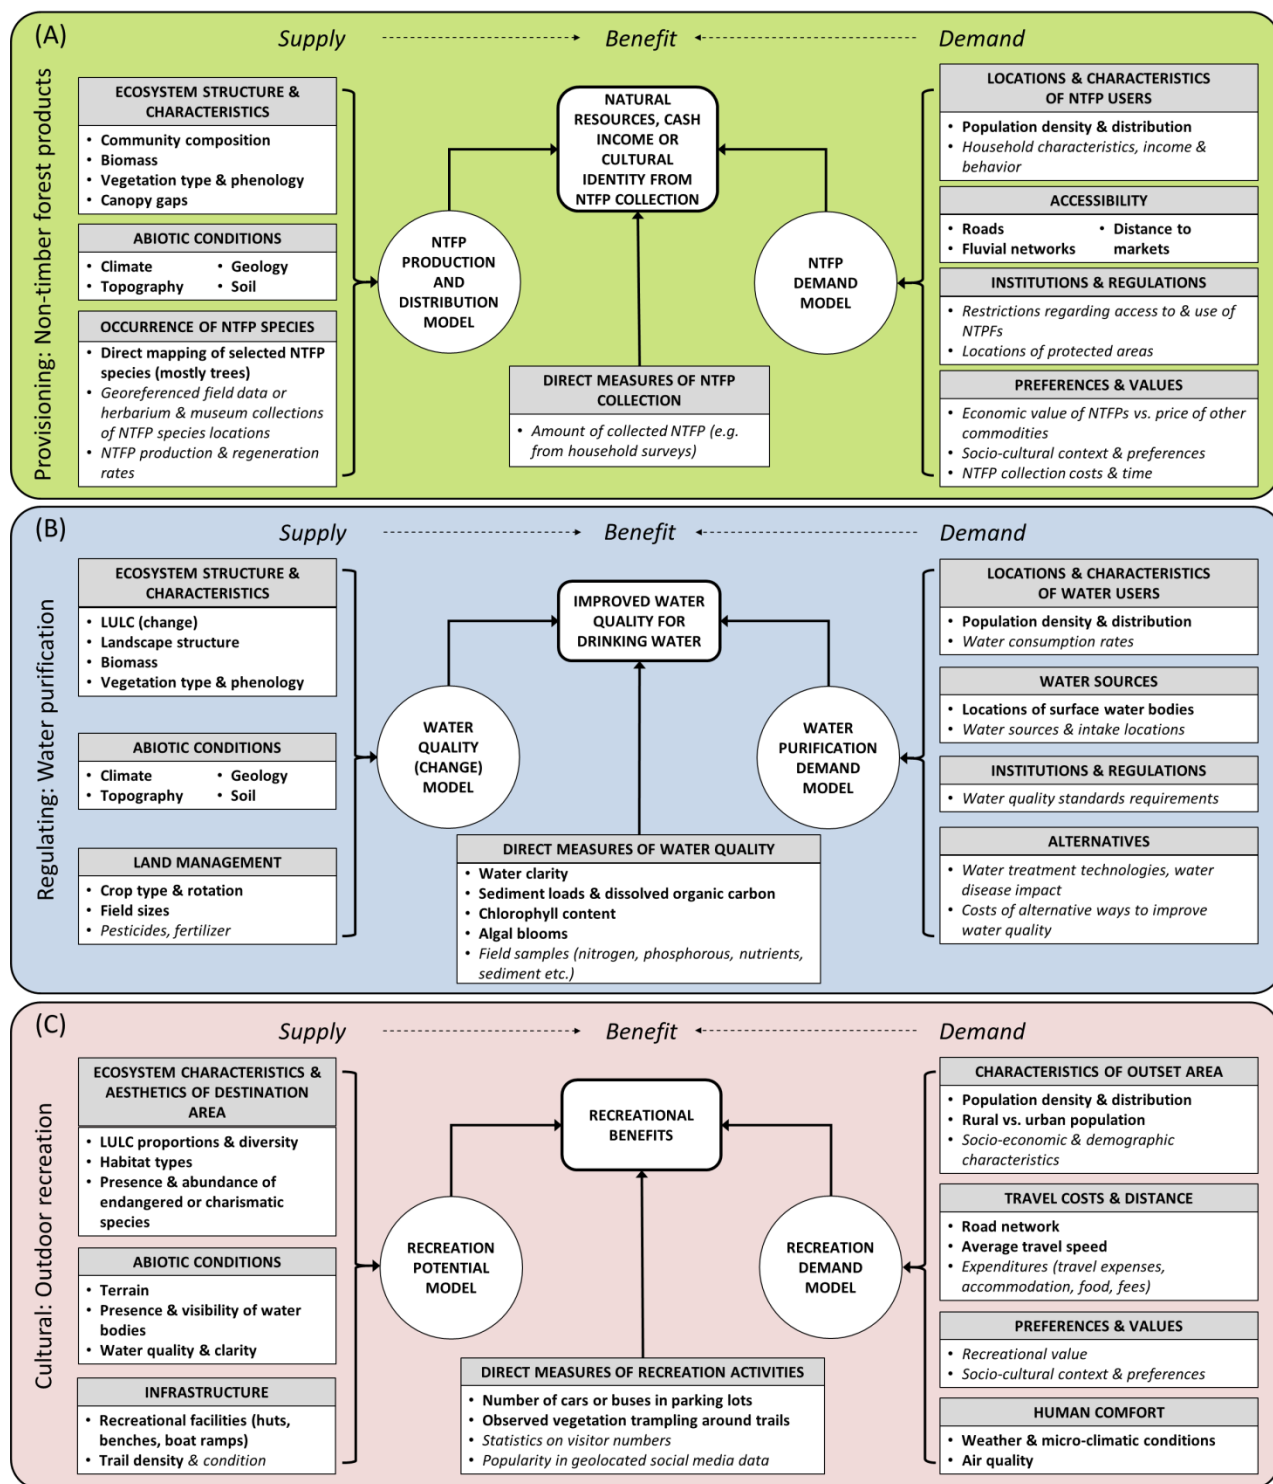 (A)
Provisioning: Non-timber forest products
Supply
Benefit
Demand
ECOSYSTEM STRUCTURE &
CHARACTERISTICS
• Community composition
• Biomass
• Vegetation type & phenology
• Canopy gaps
ABIOTIC CONDITIONS
• Climate
• Topography
• Geology
• Soil
OCCURRENCE OF NTFP SPECIES
• Direct mapping of selected NTFP
species (mostly trees)
• Georeferenced field data or
herbarium & museum collections
of NTFP species locations
• NTFP production & regeneration
rates
NTFP
PRODUCTION
AND
DISTRIBUTION
MODEL
NATURAL
RESOURCES, CASH
INCOME OR
CULTURAL
IDENTITY FROM
NTFP COLLECTION
DIRECT MEASURES OF NTFP
COLLECTION
• Amount of collected NTFP (e.g.
from household surveys)
NTFP
DEMAND
MODEL
LOCATIONS & CHARACTERISTICS
OF NTFP USERS
• Population density & distribution
• Household characteristics, income &
behavior
ACCESSIBILITY
• Roads
• Fluvial networks
• Distance to
markets
INSTITUTIONS & REGULATIONS
• Restrictions regarding access to & use of
NTPFs
• Locations of protected areas
PREFERENCES & VALUES
• Economic value of NTFPs vs. price of other
commodities
• Socio-cultural context & preferences
• NTFP collection costs & time
(B)
Regulating: Water purification
Supply
Benefit
Demand
ECOSYSTEM STRUCTURE &
CHARACTERISTICS
• LULC (change)
• Landscape structure
• Biomass
• Vegetation type & phenology
ABIOTIC CONDITIONS
• Climate
• Topography
• Geology
• Soil
LAND MANAGEMENT
• Crop type & rotation
• Field sizes
• Pesticides, fertilizer
WATER
QUALITY
(CHANGE)
MODEL
IMPROVED WATER
QUALITY FOR
DRINKING WATER
DIRECT MEASURES OF WATER QUALITY
• Water clarity
• Sediment loads & dissolved organic carbon
• Chlorophyll content
• Algal blooms
• Field samples (nitrogen, phosphorous, nutrients,
sediment etc.)
WATER
PURIFICATION
DEMAND
MODEL
LOCATIONS & CHARACTERISTICS
OF WATER USERS
• Population density & distribution
• Water consumption rates
WATER SOURCES
• Locations of surface water bodies
• Water sources & intake locations
INSTITUTIONS & REGULATIONS
• Water quality standards requirements
ALTERNATIVES
• Water treatment technologies, water
disease impact
• Costs of alternative ways to improve
water quality
(C)
Cultural: Outdoor recreation
Supply
Benefit
Demand
ECOSYSTEM CHARACTERISTICS &
AESTHETICS OF DESTINATION
AREA
• LULC proportions & diversity
• Habitat types
• Presence & abundance of
endangered or charismatic
species
ABIOTIC CONDITIONS
• Terrain
• Presence & visibility of water
bodies
• Water quality & clarity
INFRASTRUCTURE
• Recreational facilities (huts,
benches, boat ramps)
• Trail density & condition
RECREATION
POTENTIAL
MODEL
RECREATIONAL
BENEFITS
DIRECT MEASURES OF RECREATION ACTIVITIES
• Number of cars or buses in parking lots
• Observed vegetation trampling around trails
• Statistics on visitor numbers
• Popularity in geolocated social media data
RECREATION
DEMAND
MODEL
CHARACTERISTICS OF OUTSET AREA
• Population density & distribution
• Rural vs. urban population
• Socio-economic & demographic
characteristics
TRAVEL COSTS & DISTANCE
• Road network
• Average travel speed
• Expenditures (travel expenses,
accommodation, food, fees)
PREFERENCES & VALUES
• Recreational value
• Socio-cultural context & preferences
HUMAN COMFORT
• Weather & micro-climatic conditions
• Air quality